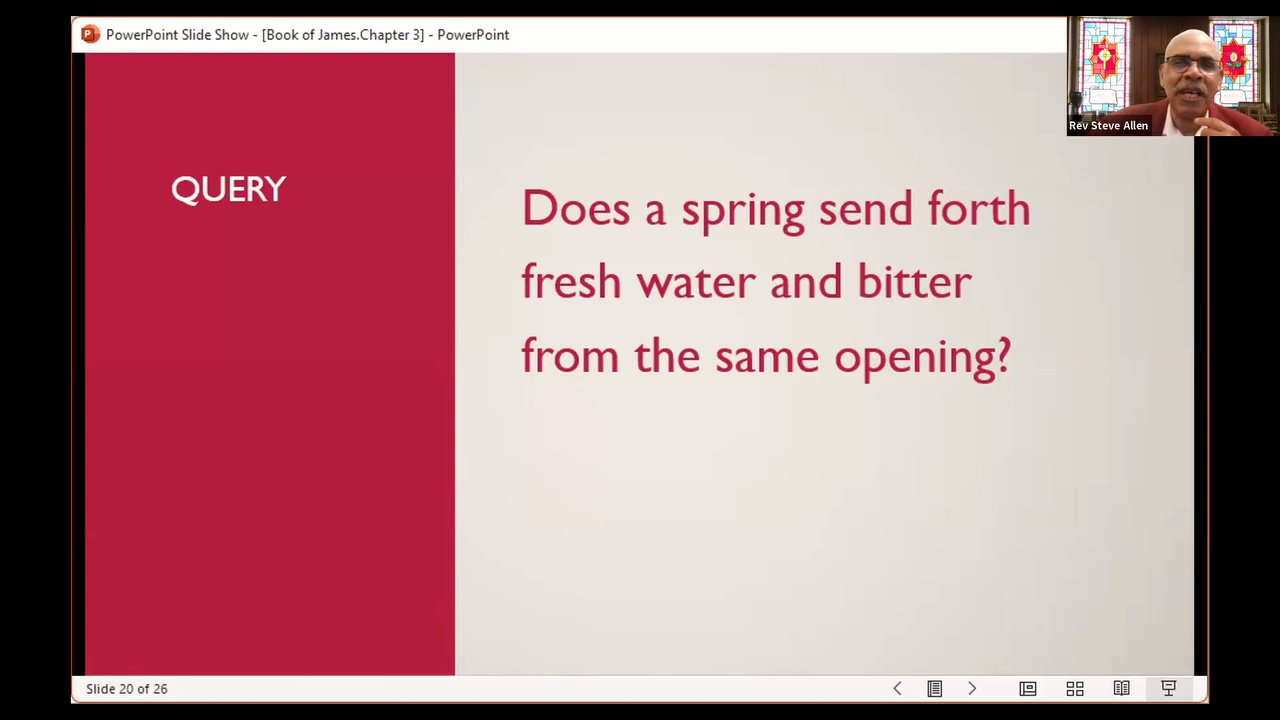 PowerPoint Slide Show - [Book of James.Chapter 3] - PowerPoint
Rev Steve Allen
QUERY
Does a spring send forth
fresh water and bitter
from the same opening?
Slide 20 of 26